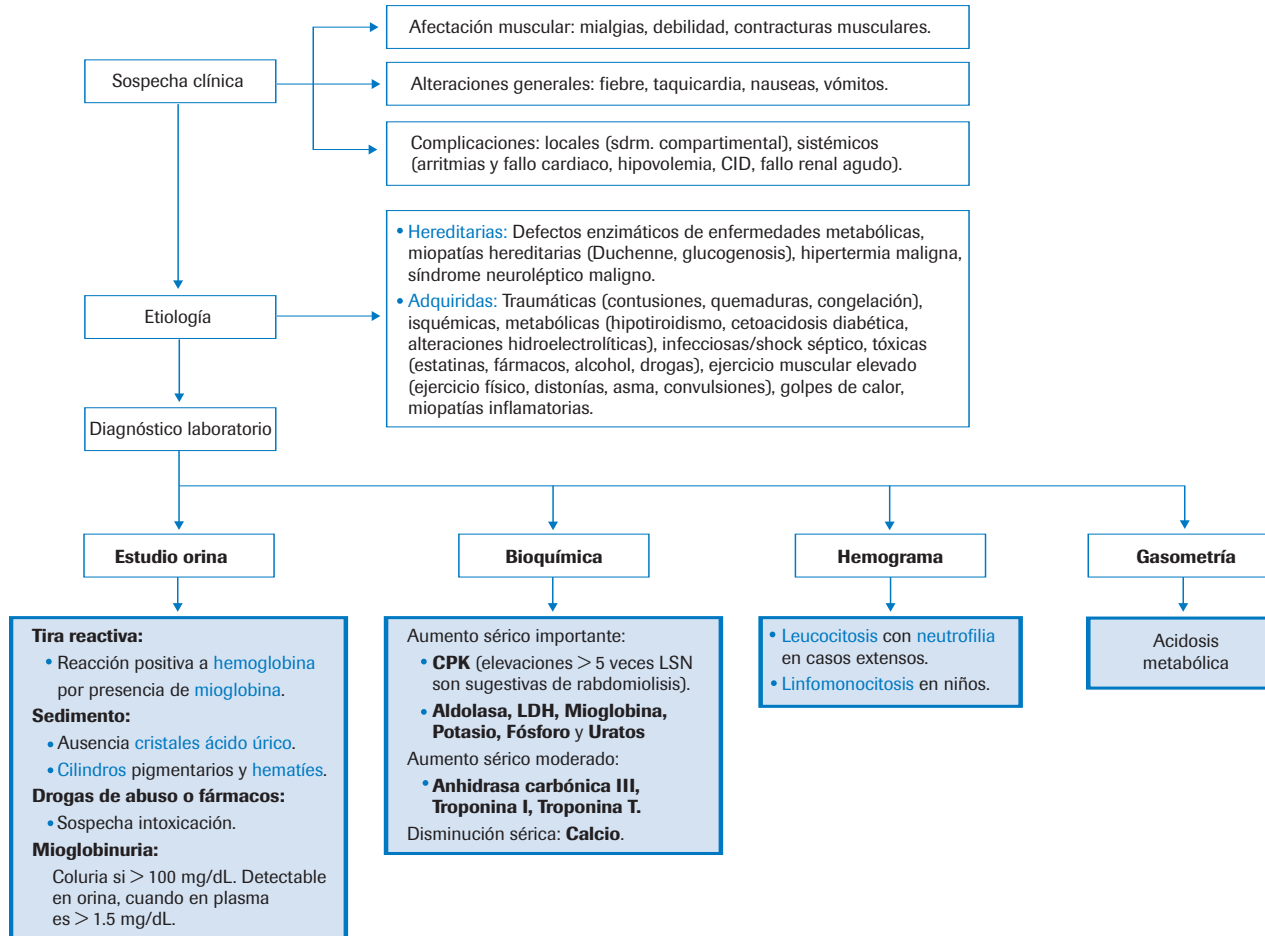 Afectación muscular: mialgias, debilidad, contracturas musculares.
Sospecha clínica
Alteraciones generales: fiebre, taquicardia, nauseas, vómitos.
Complicaciones: locales (sdrm. compartimental), sistémicos
(arritmias y fallo cardiaco, hipovolemia, CID, fallo renal agudo).
• Hereditarias: Defectos enzimáticos de enfermedades metabólicas,
miopatías hereditarias (Duchenne, glucogenosis), hipertermia maligna,
síndrome neuroléptico maligno.
Etiología
• Adquiridas: Traumáticas (contusiones, quemaduras, congelación),
isquémicas, metabólicas (hipotiroidismo, cetoacidosis diabética,
alteraciones hidroelectrolíticas), infecciosas/shock séptico, tóxicas
(estatinas, fármacos, alcohol, drogas), ejercicio muscular elevado
(ejercicio físico, distonías, asma, convulsiones), golpes de calor,
miopatías inflamatorias.
Diagnóstico laboratorio
Estudio orina
Bioquímica
Hemograma
Gasometría
Tira reactiva:
• Reacción positiva a hemoglobina
por presencia de mioglobina.
Sedimento:
• Ausencia cristales ácido úrico.
• Cilindros pigmentarios y hematíes.
Drogas de abuso o fármacos:
• Sospecha intoxicación.
Mioglobinuria:
Coluria si > 100 mg/dL. Detectable
en orina, cuando en plasma
es > 1.5 mg/dL.
Aumento sérico importante:
• CPK (elevaciones > 5 veces LSN
son sugestivas de rabdomiolisis).
• Aldolasa, LDH, Mioglobina,
Potasio, Fósforo y Uratos
Aumento sérico moderado:
• Anhidrasa carbónica III,
Troponina I, Troponina T.
Disminución sérica: Calcio.
• Leucocitosis con neutrofilia
en casos extensos.
• Linfomonocitosis en niños.
Acidosis
metabólica